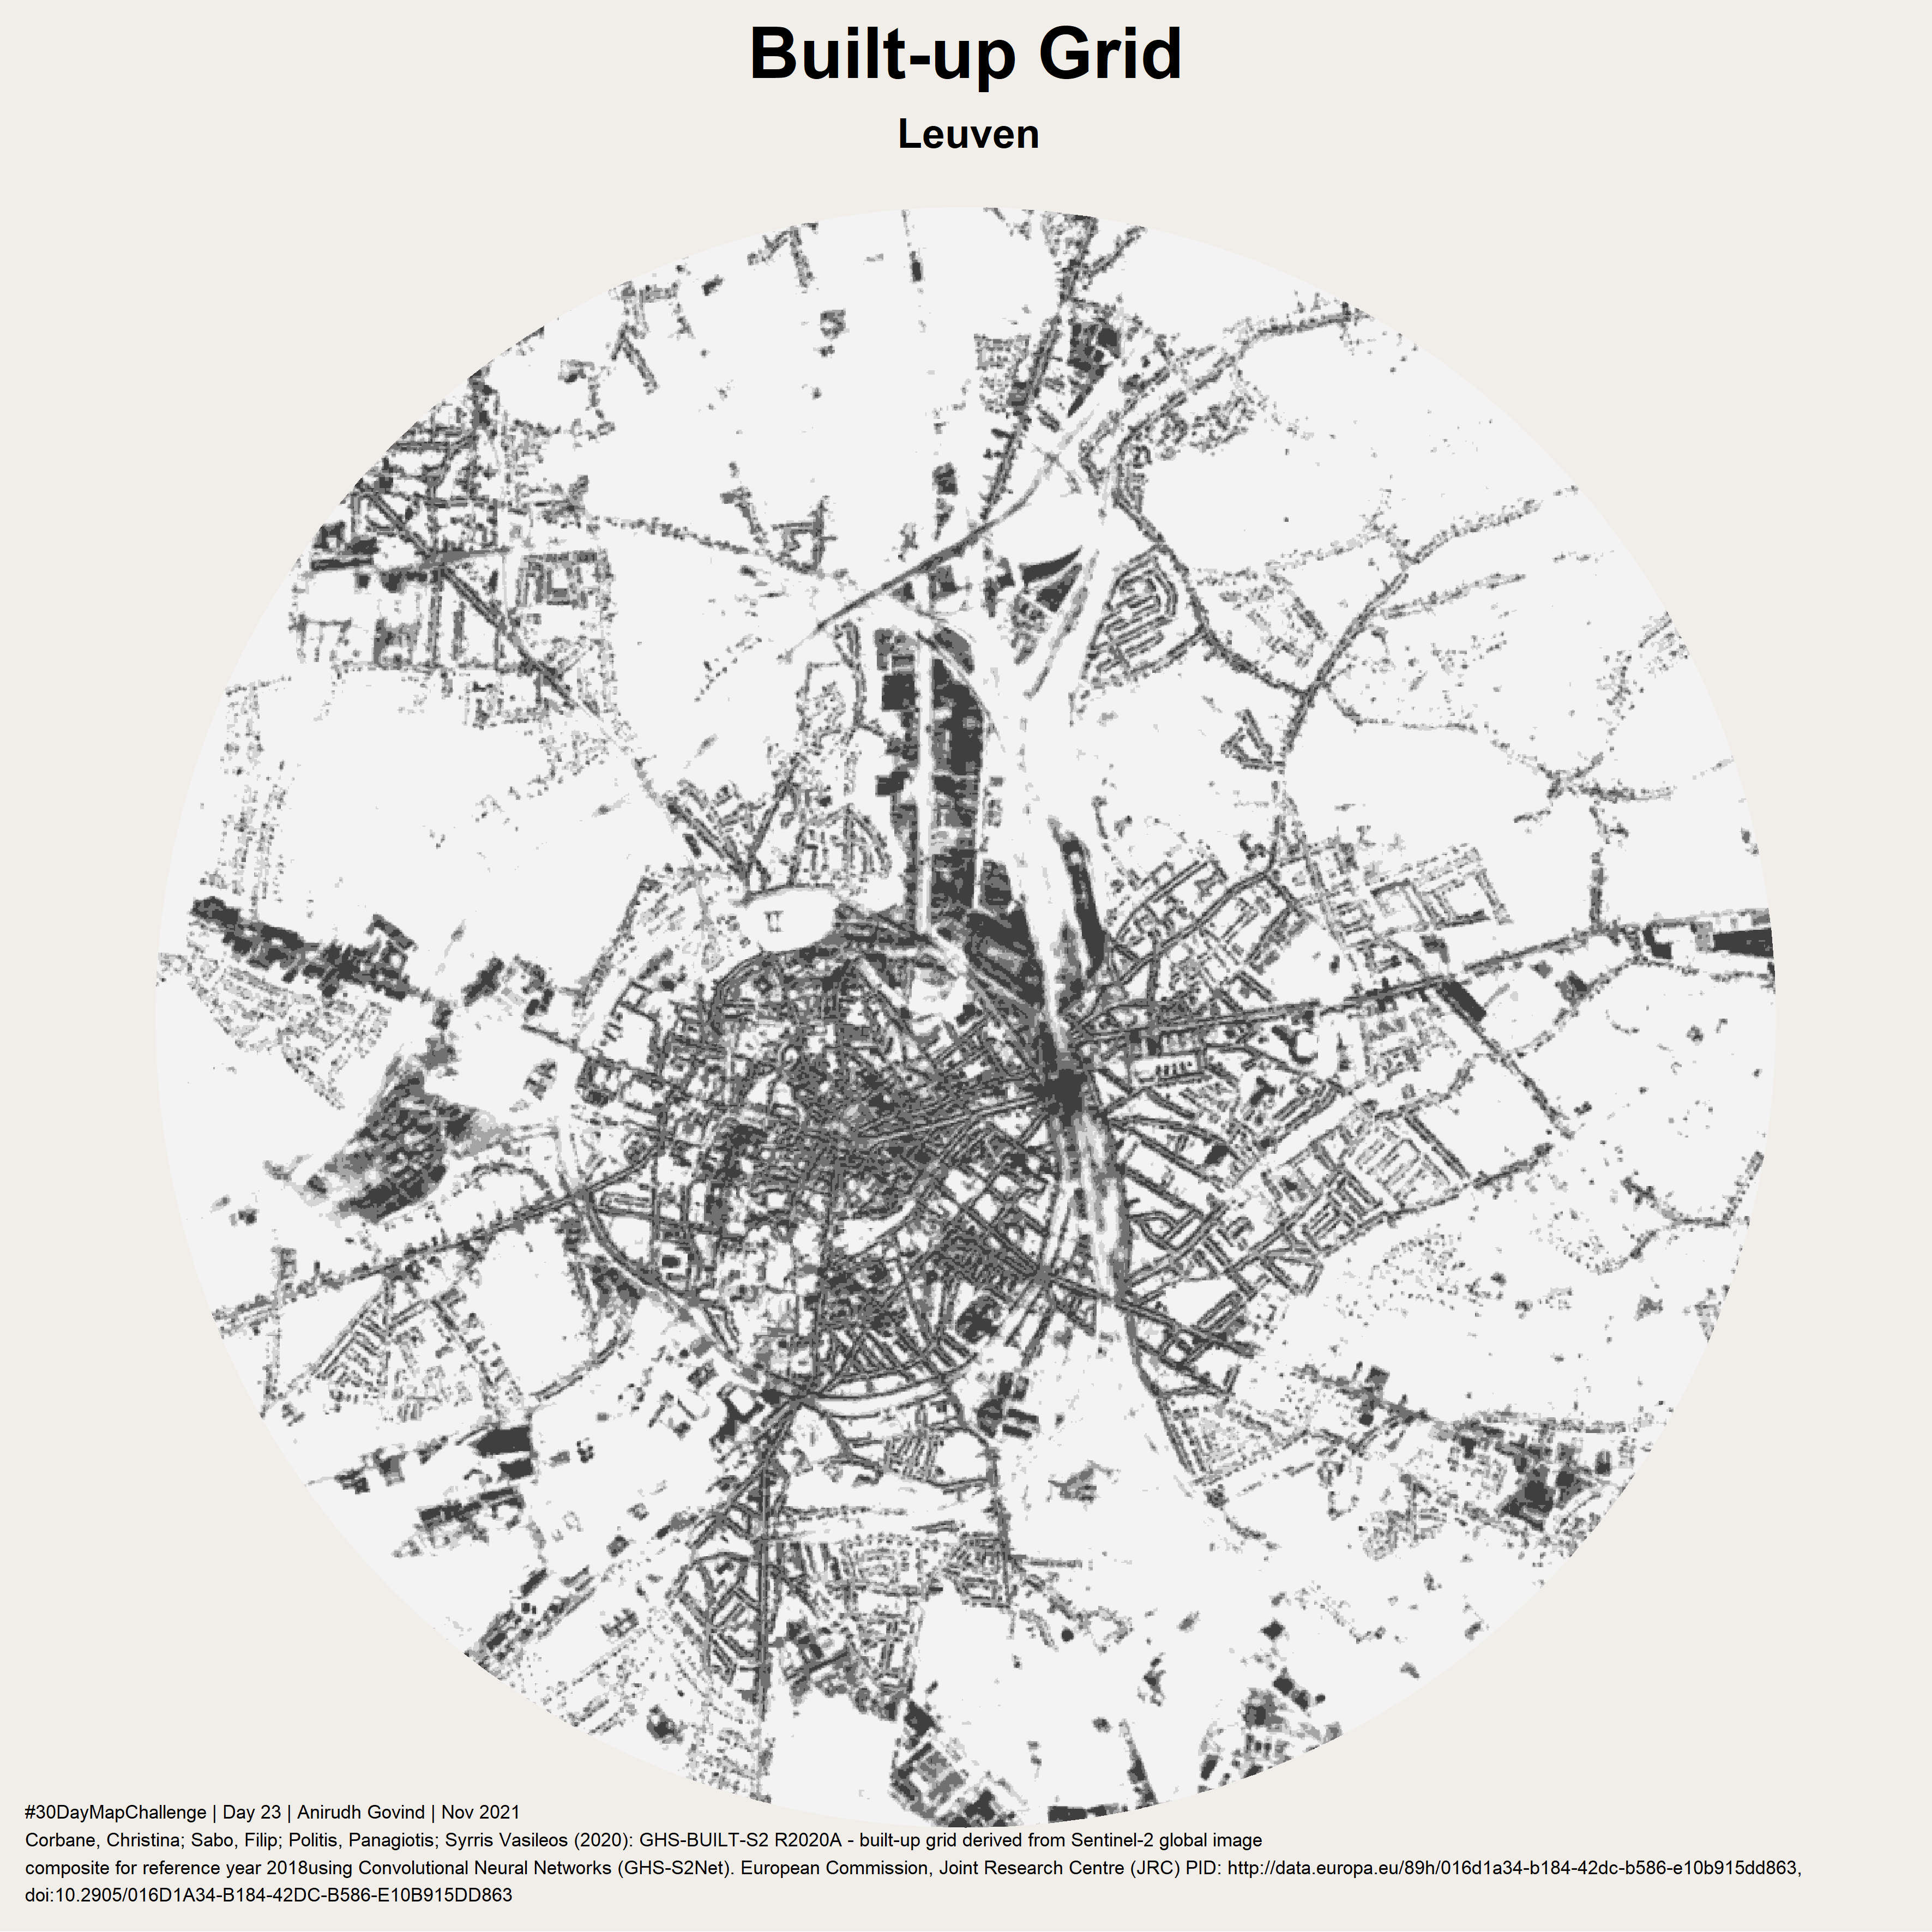 Built-up Grid
Leuven
#30DayMapChallenge | Day 23 | Anirudh Govind | Nov 2021
Corbane, Christina; Sabo, Filip; Politis, Panagiotis; Syrris Vasileos (2020): GHS-BUILT-S2 R2020A - built-up grid derived from Sentinel-2 global image
composite for reference year 2018using Convolutional Neural Networks (GHS-S2Net). European Commission, Joint Research Centre (JRC) PID: http://data.europa.eu/89h/016d1a34-b184-42dc-b586-e10b915dd863,
doi:10.2905/016D1A34-B184-42DC-B586-E10B915DD863